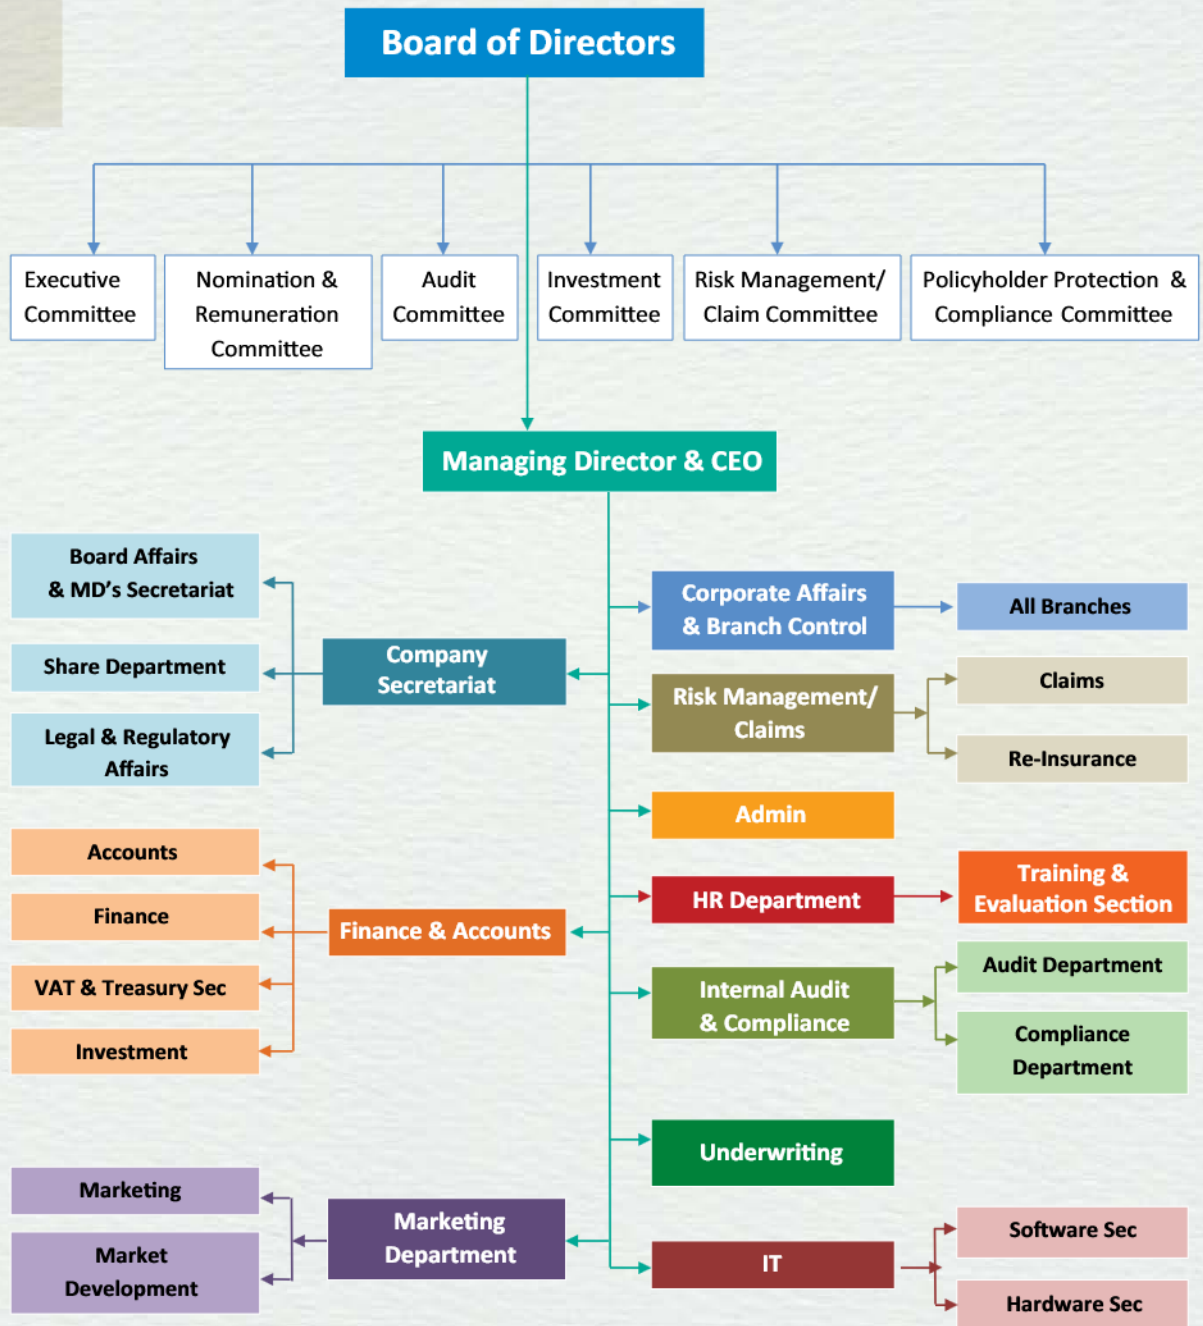 Board of Directors
Executive
Committee
Nomination &
Remuneration
Committee
Audit
Committee
Investment
Committee
Risk Management/
Claim Committee
Policyholder Protection &
Compliance Committee
Managing Director & CEO
Board Affairs
& MD's Secretariat
Share Department
Legal & Regulatory
Affairs
Company
Secretariat
Corporate Affairs
& Branch Control
All Branches
Risk Management/
Claims
Claims
Re-Insurance
Admin
Accounts
Finance
VAT & Treasury Sec
Investment
Finance & Accounts
HR Department
Training &
Evaluation Section
Internal Audit
& Compliance
Audit Department
Compliance
Department
Underwriting
Marketing
Market
Development
Marketing
Department
IT
Software Sec
Hardware Sec